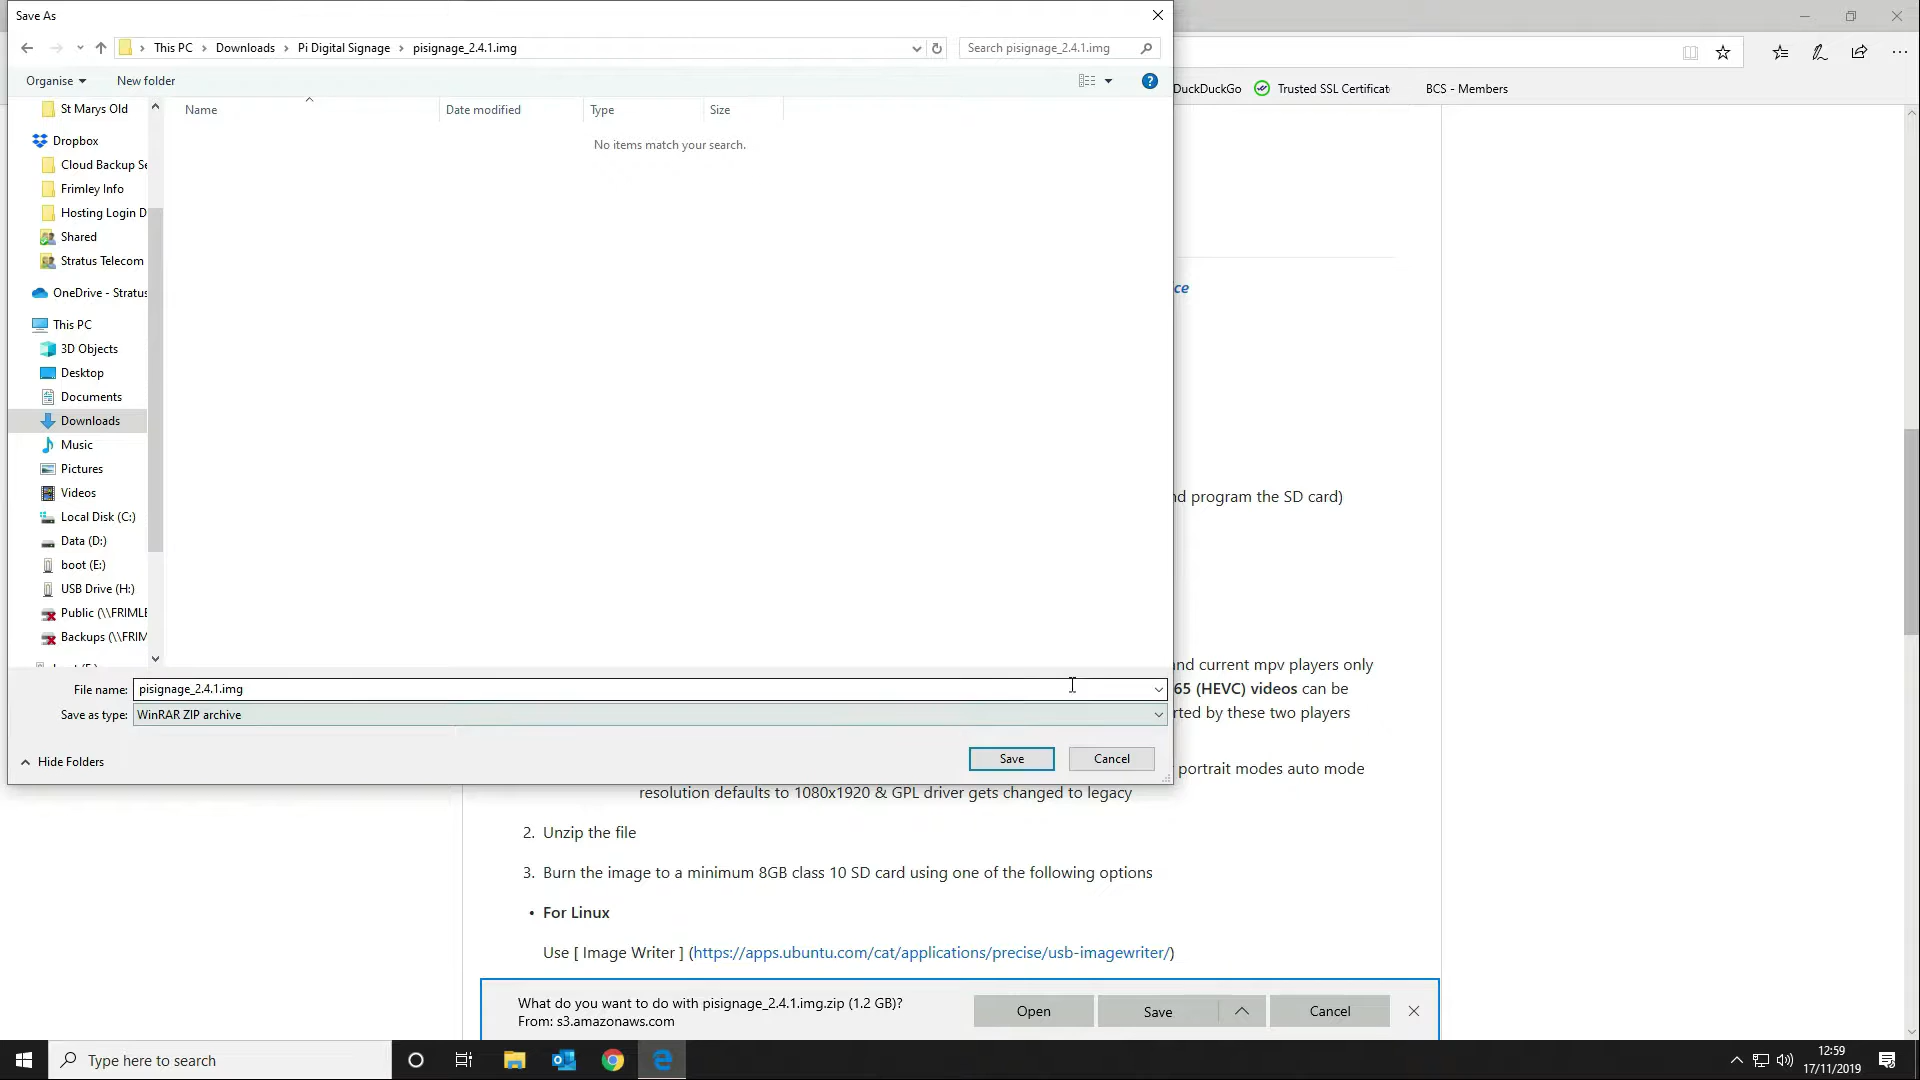 Save As
This PC > Downloads > Pi Digital Signage > pisignage_2.4.1.img
Search pisignage_2.4.1.img
Organise
New folder
DuckDuckGo
Trusted SSL Certificat
BCS - Members
Name
Date modified
Type
Size
No items match your search.
St Marys Old
Dropbox
Cloud Backup Se
Frimley Info
Hosting Login D
Shared
Stratus Telecom
OneDrive - Stratus
This PC
3D Objects
Desktop
Documents
Downloads
Music
Pictures
Videos
Local Disk (C:)
Data (D:)
boot (E:)
USB Drive (H:)
Public (\\FRIMLE
Backups (\\FRIM
File name: pisignage_2.4.1.img
Save as type: WinRAR ZIP archive
Hide Folders
Save
Cancel
ce
nd program the SD card)
nd current mpv players only
65 (HEVC) videos can be
rted by these two players
portrait modes auto mode
resolution defaults to 1080x1920 & GPL driver gets changed to legacy
2. Unzip the file
3. Burn the image to a minimum 8GB class 10 SD card using one of the following options
• For Linux
Use [ Image Writer ] (https://apps.ubuntu.com/cat/applications/precise/usb-imagewriter/)
What do you want to do with pisignage_2.4.1.img.zip (1.2 GB)?
From: s3.amazonaws.com
Open
Save
Cancel
Type here to search
12:59
17/11/2019